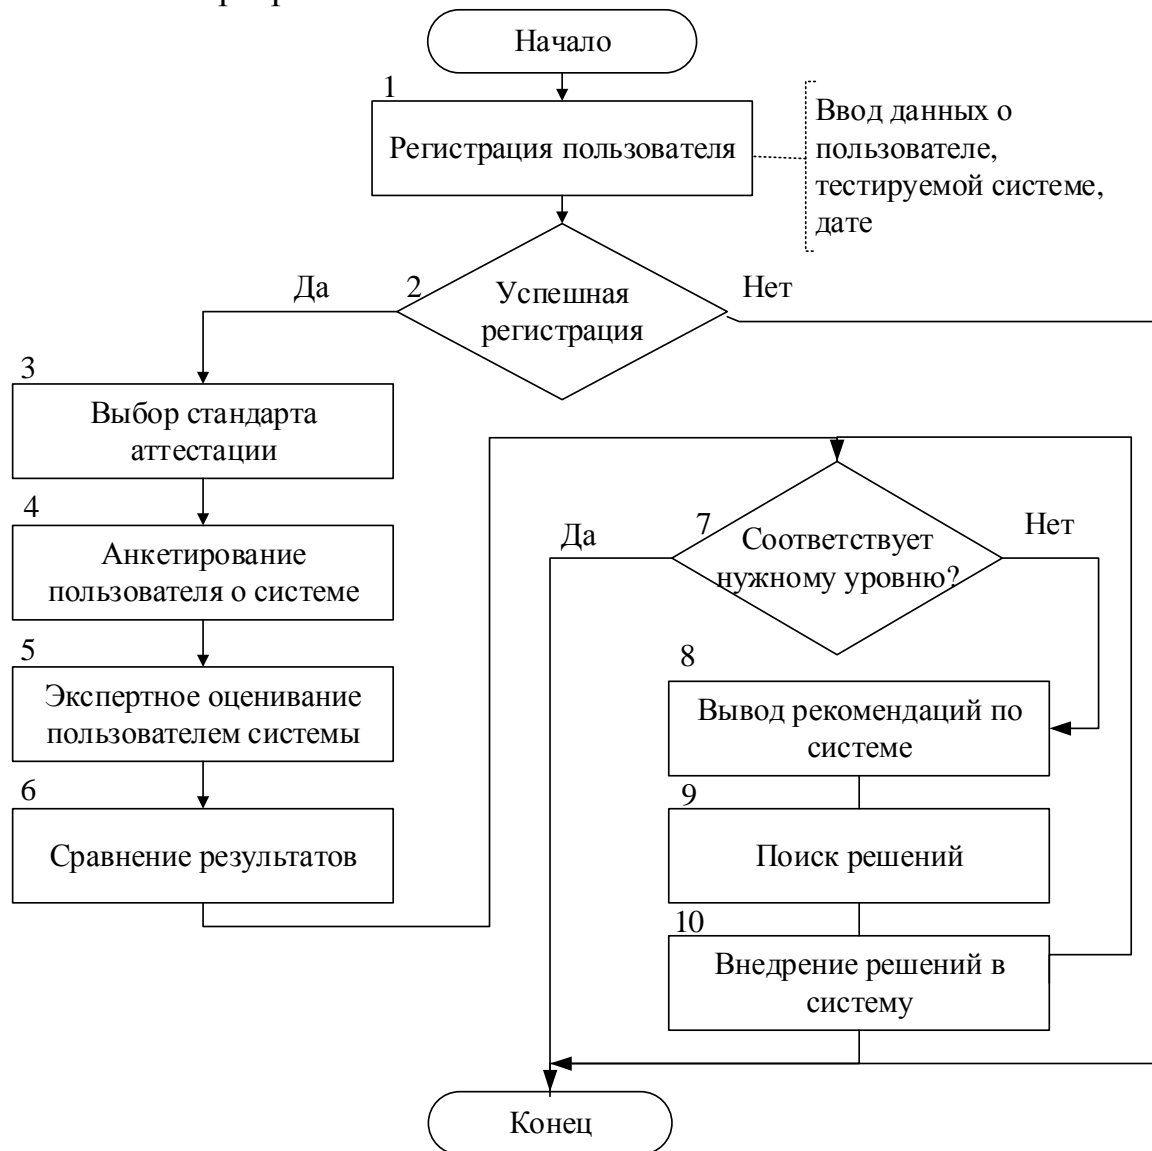 Начало
1
Регистрация пользователя
Ввод данных о
пользователе,
тестируемой системе,
дате
Да
2
Успешная
регистрация
Нет
3
Выбор стандарта
аттестации
4
Анкетирование
пользователя о системе
5
Экспертное оценивание
пользователем системы
6
Сравнение результатов
Да
7
Соответствует
нужному уровню?
Нет
8
Вывод рекомендаций по
системе
9
Поиск решений
10
Внедрение решений в
систему
Конец